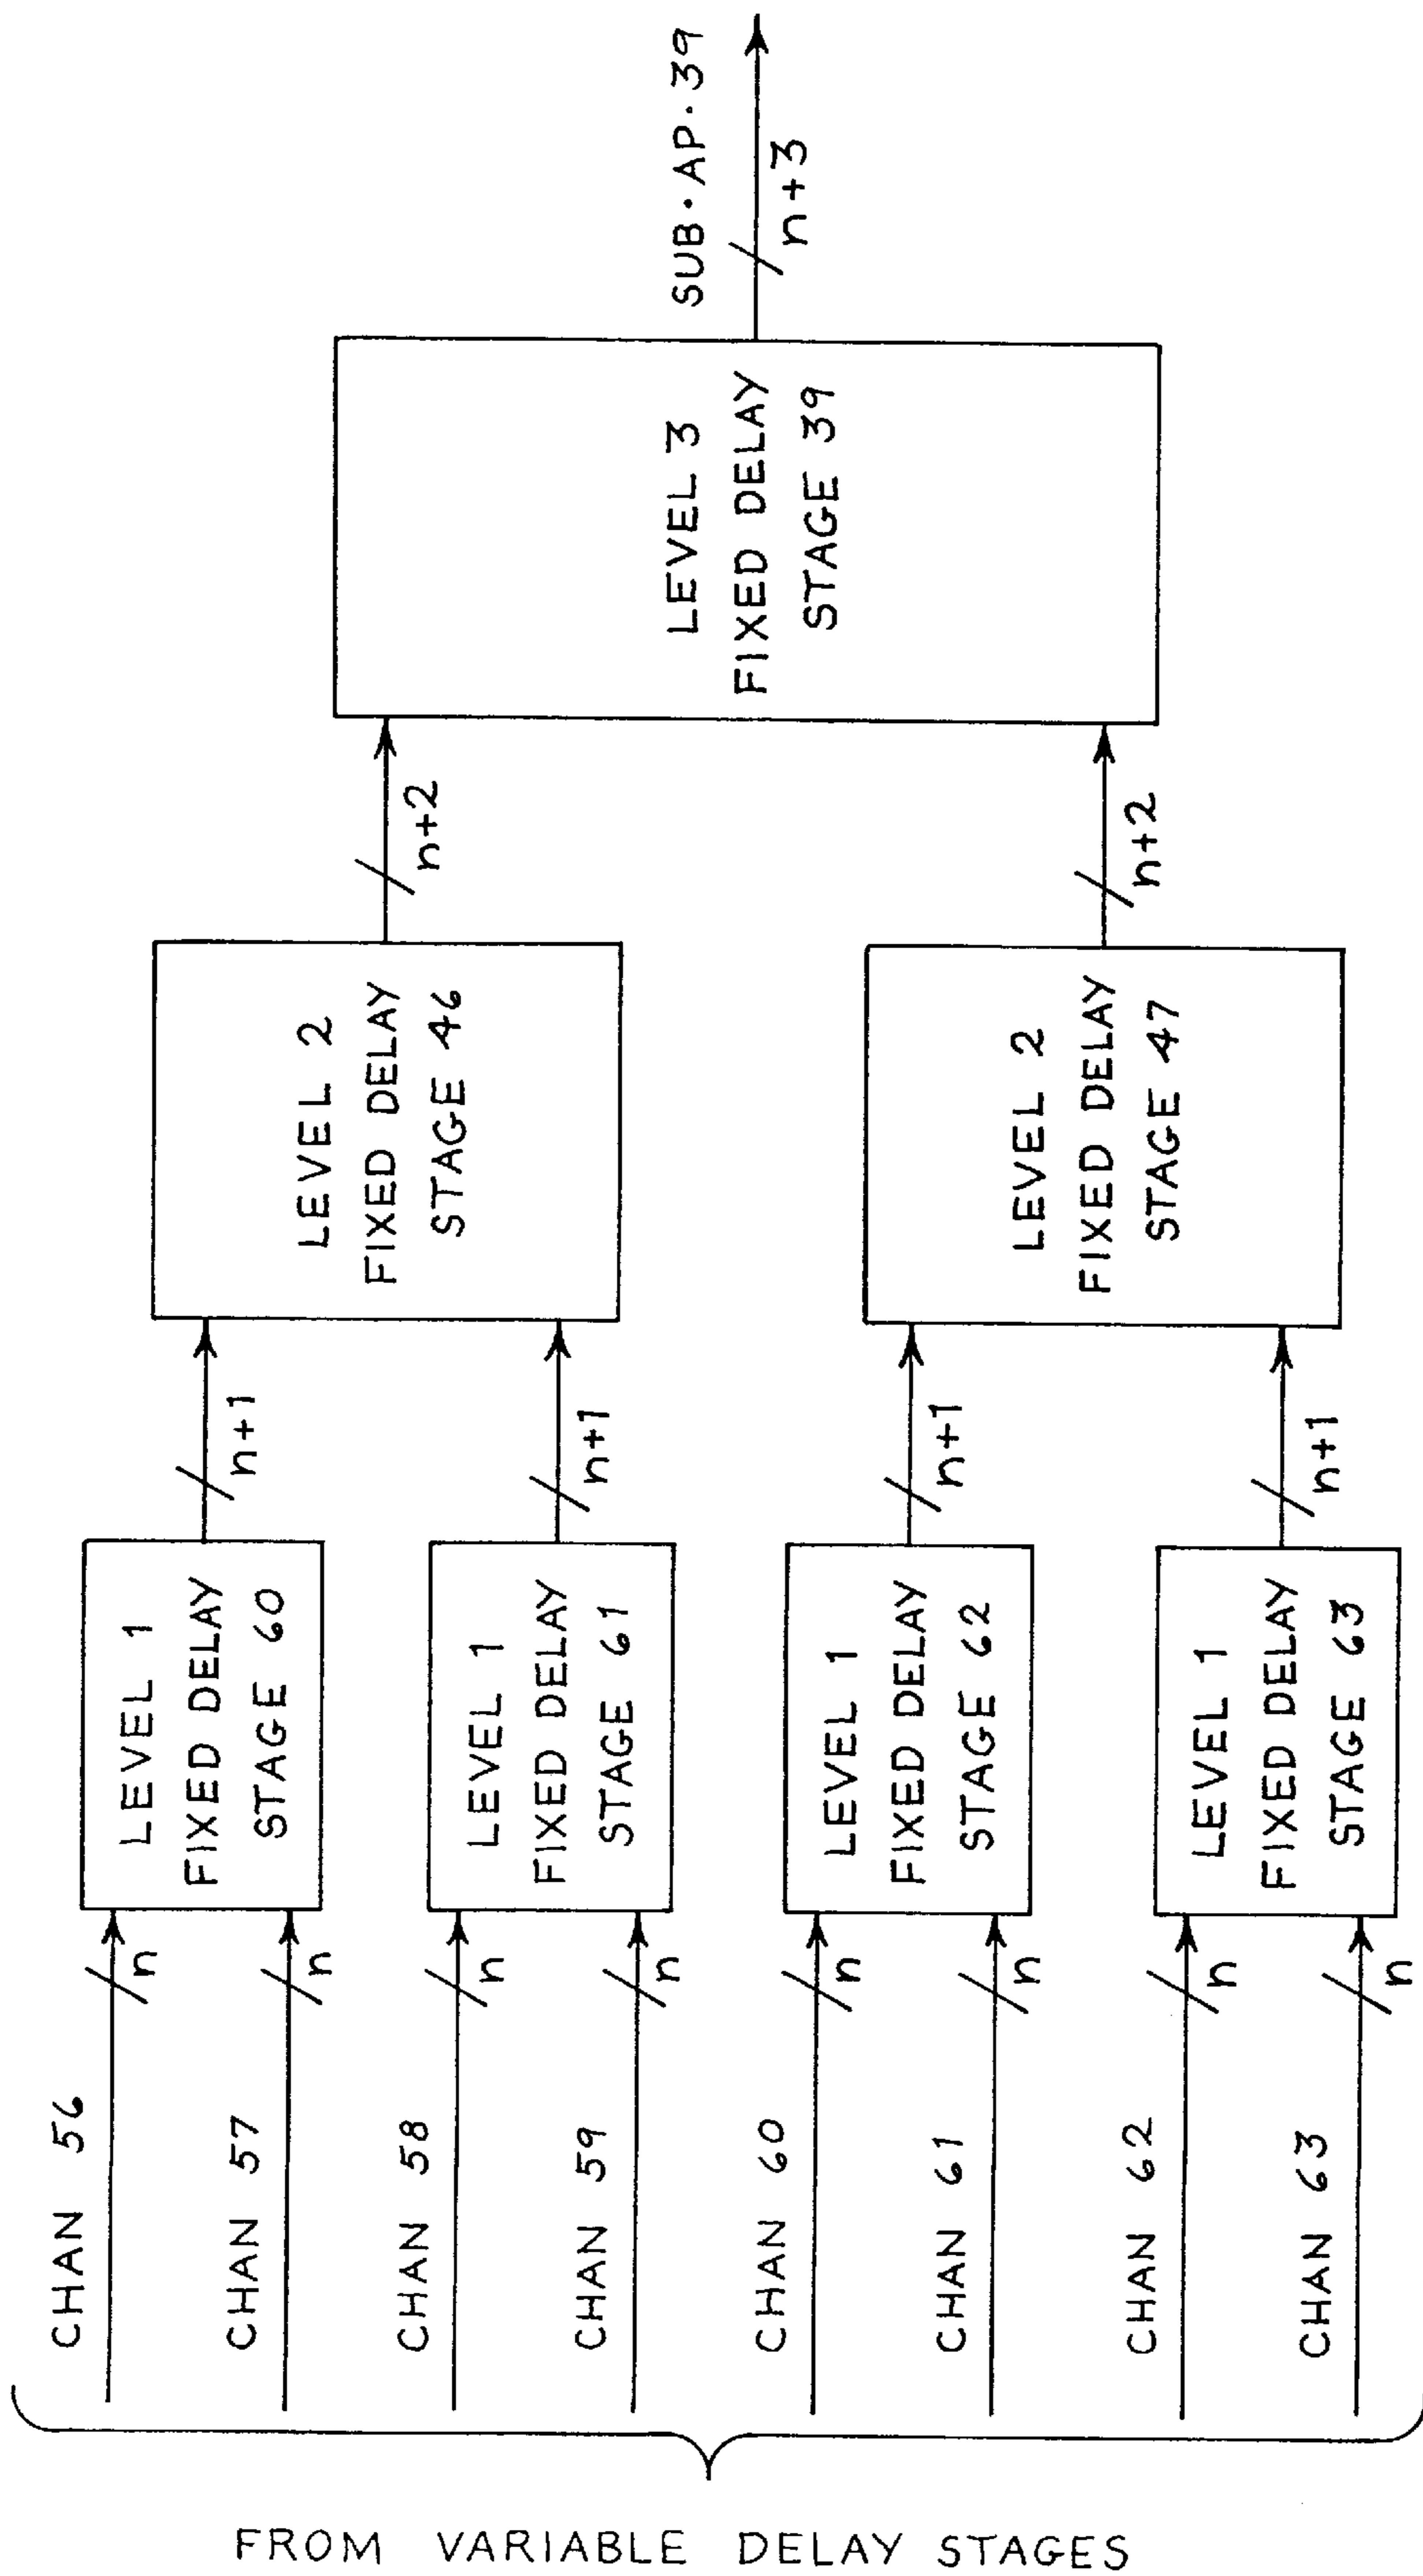 FROM VARIABLE DELAY STAGES
CHAN 56
n
CHAN 57
n
CHAN 58
n
CHAN 59
n
CHAN 60
n
CHAN 61
n
CHAN 62
n
CHAN 63
n
LEVEL 1
FIXED DELAY
STAGE 60
n+1
LEVEL 1
FIXED DELAY
STAGE 61
n+1
LEVEL 1
FIXED DELAY
STAGE 62
n+1
LEVEL 1
FIXED DELAY
STAGE 63
n+1
LEVEL 2
FIXED DELAY
STAGE 46
n+2
LEVEL 2
FIXED DELAY
STAGE 47
n+2
LEVEL 3
FIXED DELAY
STAGE 39
SUB·AP·39
n+3